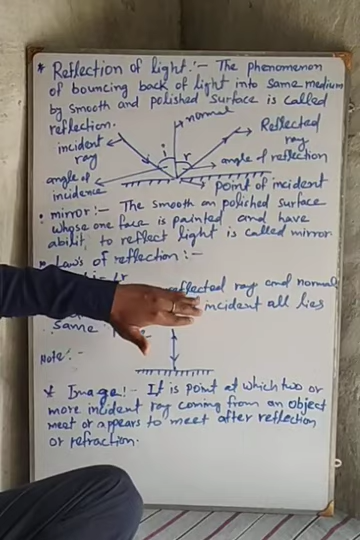 * Reflection of light :- The phenomenon
of bouncing back of light into same medium
by smooth and polished surface is called
reflection.
normal
incident
ray
i
r
Reflected
ray
angle of reflection
angle of
incidence
point of incident
: mirror :- The smooth an polished surface
whose one face is painted and have
abilit to reflect light is called mirror
Laws of reflection :-
reflected ray and normal
incident all lies
same
Note :-
* Image :- It is point at which two or
more incident ray coming from an object
meet or appears to meet after reflection
or refraction.